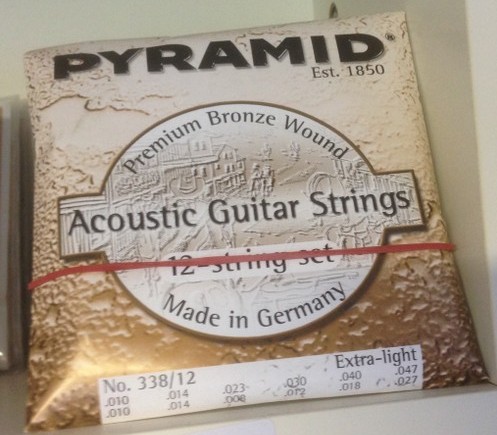 PYRAMID®
Est. 1850
Premium Bronze Wound
Acoustic Guitar Strings
12-string set
Made in Germany
Extra-light
No. 338/12
.010 .014 .023 .030 .040 .047
.010 .014 .008 .012 .018 .027